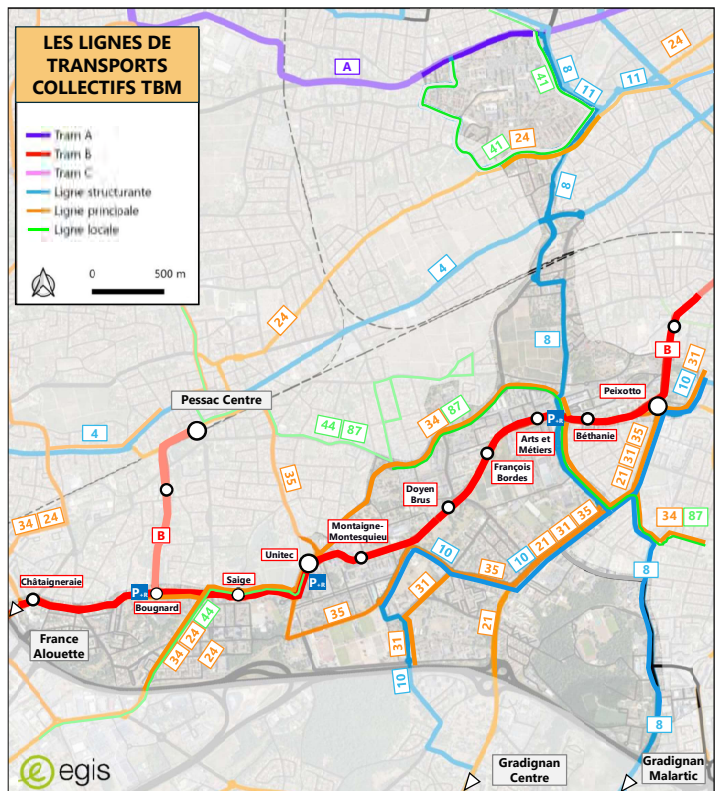 LES LIGNES DE
TRANSPORTS
COLLECTIFS TBM
Tram A
Tram B
Tram C
Ligne structurante
Ligne principale
Ligne locale
0 500 m
A
8
11
41
24
11
41
24
8
4
24
8
B
10
31
Peixotto
Pessac Centre
34
87
44
87
4
P+R
Arts et
Métiers
Béthanie
21
31
35
François
Bordes
35
34
24
Doyen
Brus
34
87
B
Montaigne-
Montesquieu
10
21
31
35
10
Unitec
35
8
Châtaigneraie
P+R
Saige
P+R
31
Bougnard
35
44
24
34
24
21
31
France
Alouette
10
8
egis
Gradignan
Centre
Gradignan
Malartic